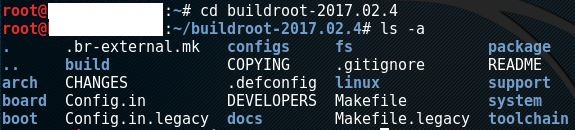 root@ :~# cd buildroot-2017.02.4
root@ :~/buildroot-2017.02.4# ls -a
. .br-external.mk configs fs package
.. build COPYING .gitignore README
arch CHANGES .defconfig linux support
board Config.in DEVELOPERS Makefile system
boot Config.in.legacy docs Makefile.legacy toolchain